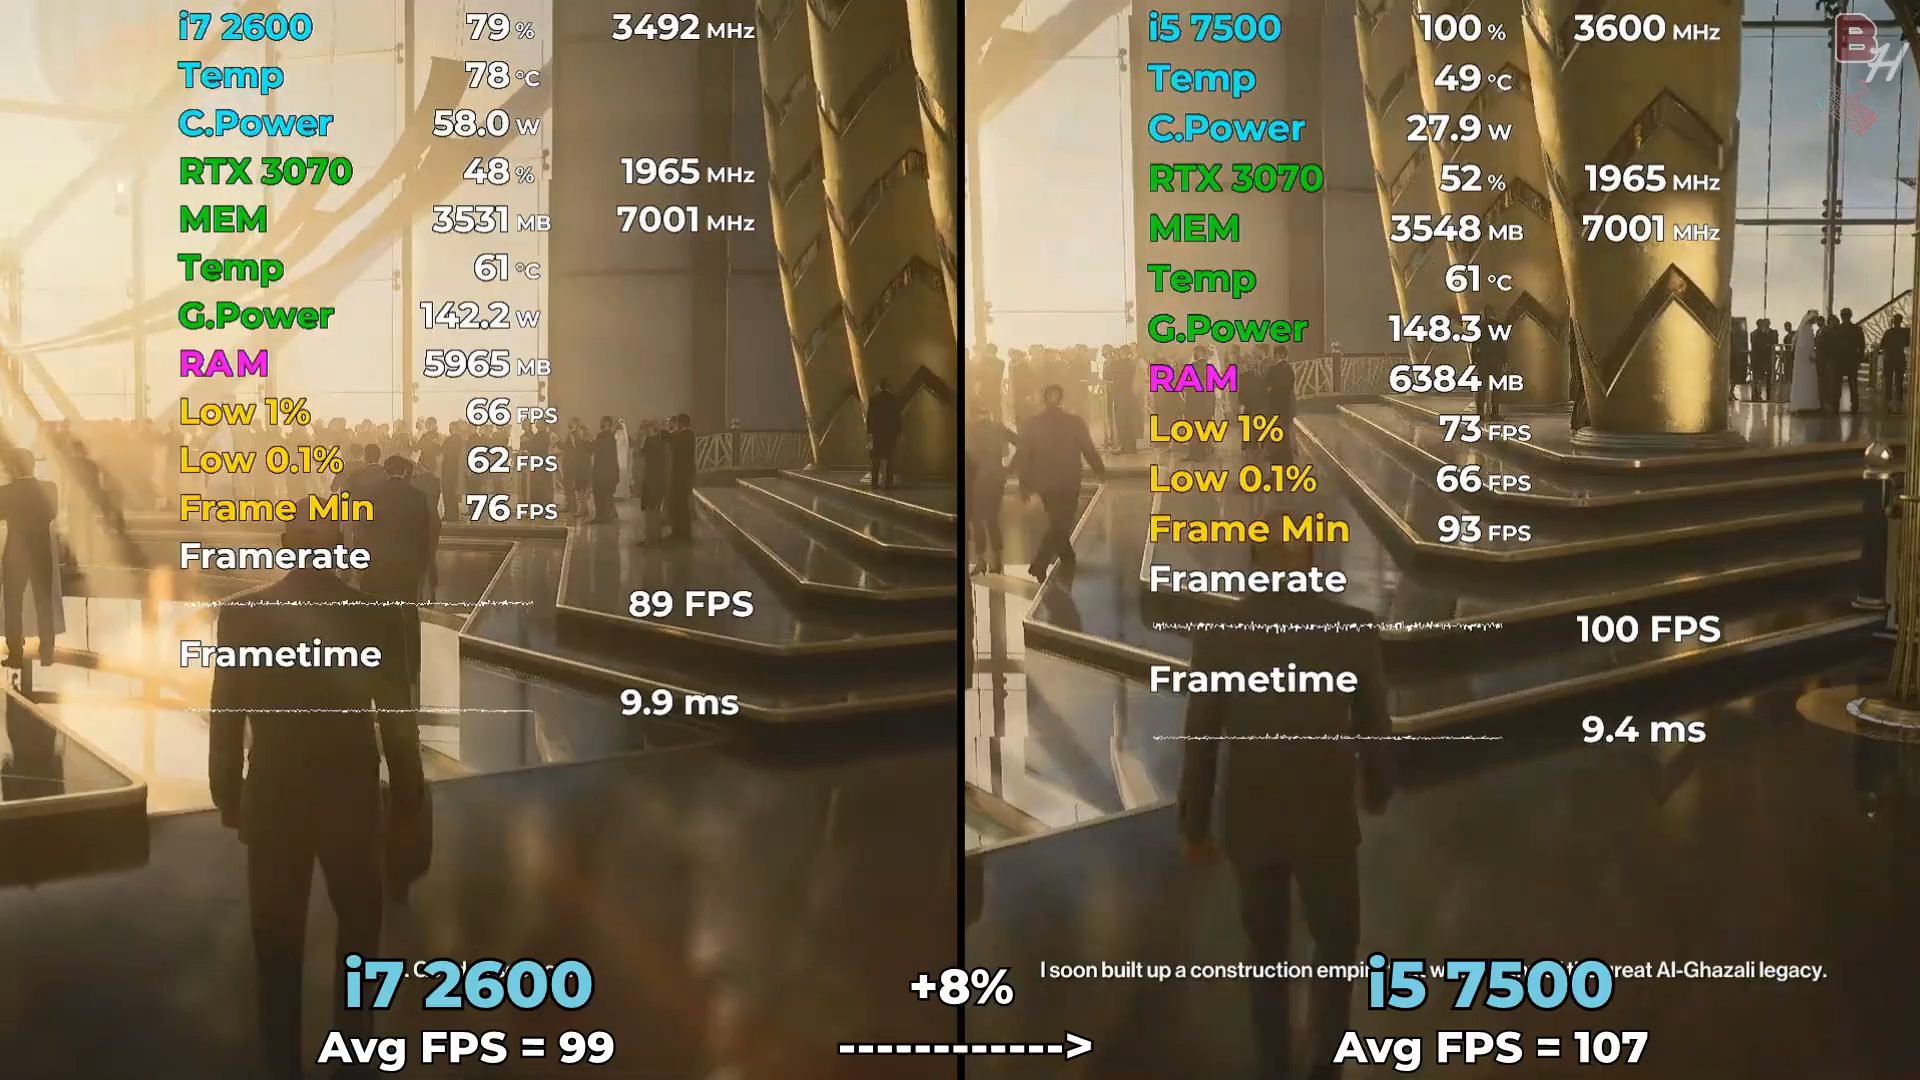 i7 2600 79 % 3492 MHz
Temp 78 °C
C.Power 58.0 W
RTX 3070 48 % 1965 MHz
MEM 3531 MB 7001 MHz
Temp 61 °C
G.Power 142.2 W
RAM 5965 MB
Low 1% 66 FPS
Low 0.1% 62 FPS
Frame Min 76 FPS
Framerate
89 FPS
Frametime
9.9 ms
i5 7500 100 % 3600 MHz
Temp 49 °C
C.Power 27.9 W
RTX 3070 52 % 1965 MHz
MEM 3548 MB 7001 MHz
Temp 61 °C
G.Power 148.3 W
RAM 6384 MB
Low 1% 73 FPS
Low 0.1% 66 FPS
Frame Min 93 FPS
Framerate
100 FPS
Frametime
9.4 ms
BH
I soon built up a construction Al-Ghazali legacy.
i7 2600
Avg FPS = 99
+8%
------------>
i5 7500
Avg FPS = 107